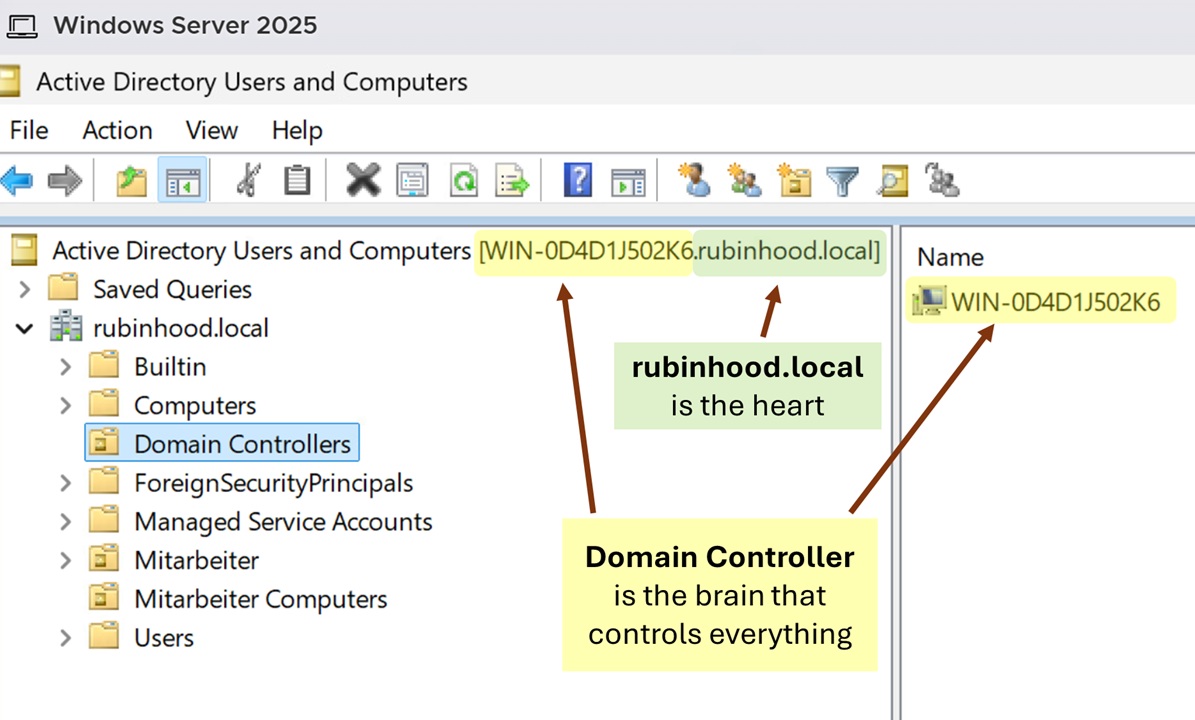 Windows Server 2025
Active Directory Users and Computers
File Action View Help
Active Directory Users and Computers [WIN-0D4D1J502K6.rubinhood.local]
Saved Queries
rubinhood.local
Builtin
Computers
Domain Controllers
ForeignSecurityPrincipals
Managed Service Accounts
Mitarbeiter
Mitarbeiter Computers
Users
rubinhood.local
is the heart
Domain Controller
is the brain that
controls everything
Name
WIN-0D4D1J502K6